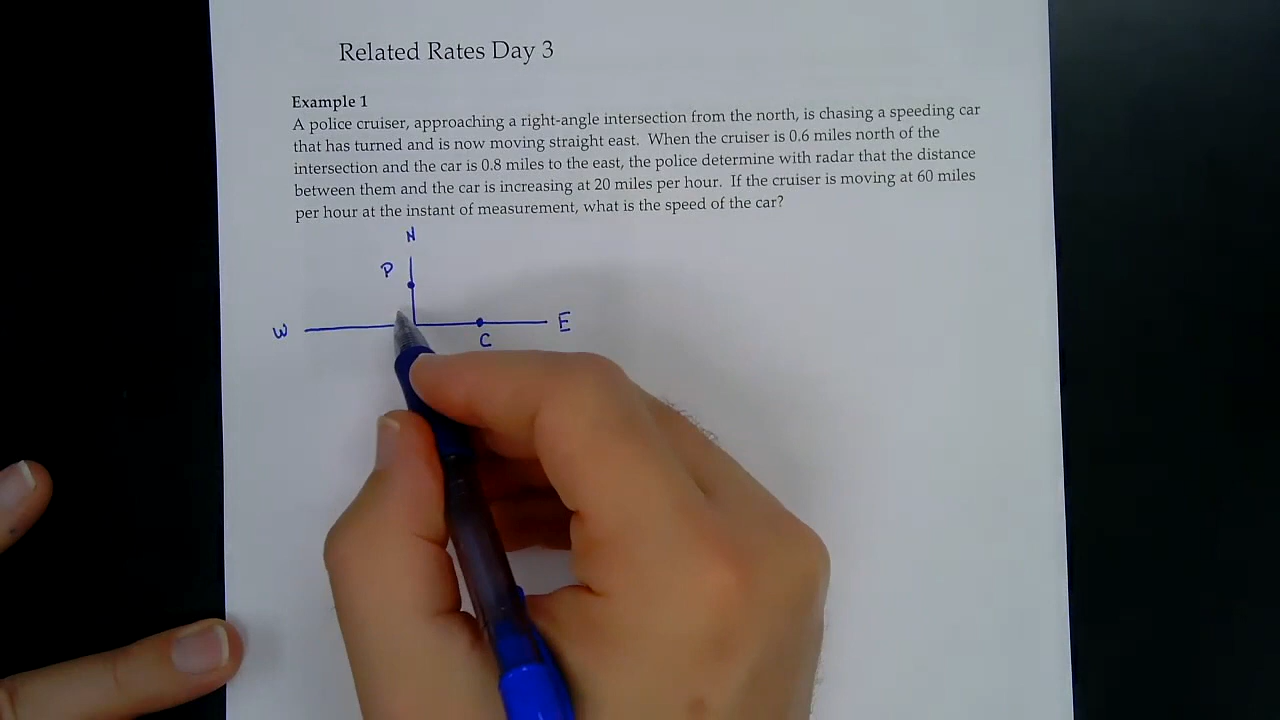 Related Rates Day 3
Example 1
A police cruiser, approaching a right-angle intersection from the north, is chasing a speeding car
that has turned and is now moving straight east. When the cruiser is 0.6 miles north of the
intersection and the car is 0.8 miles to the east, the police determine with radar that the distance
between them and the car is increasing at 20 miles per hour. If the cruiser is moving at 60 miles
per hour at the instant of measurement, what is the speed of the car?
N
P
W
E
C